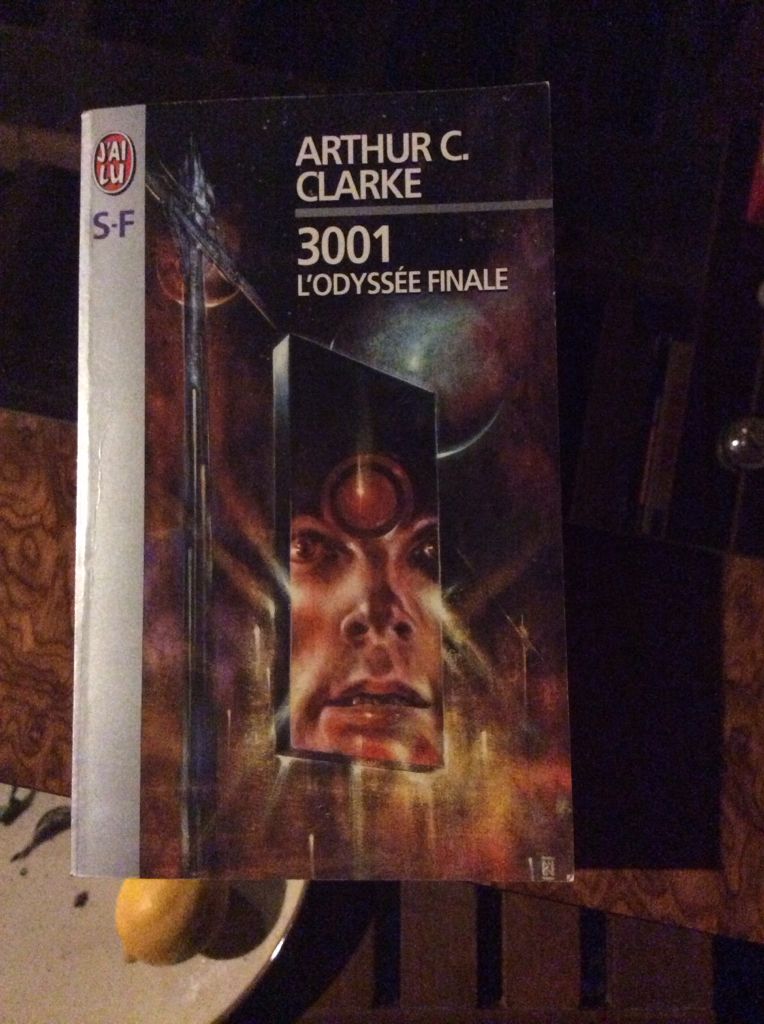 J'AI
LU
S-F
ARTHUR C.
CLARKE
3001
L'ODYSSÉE FINALE